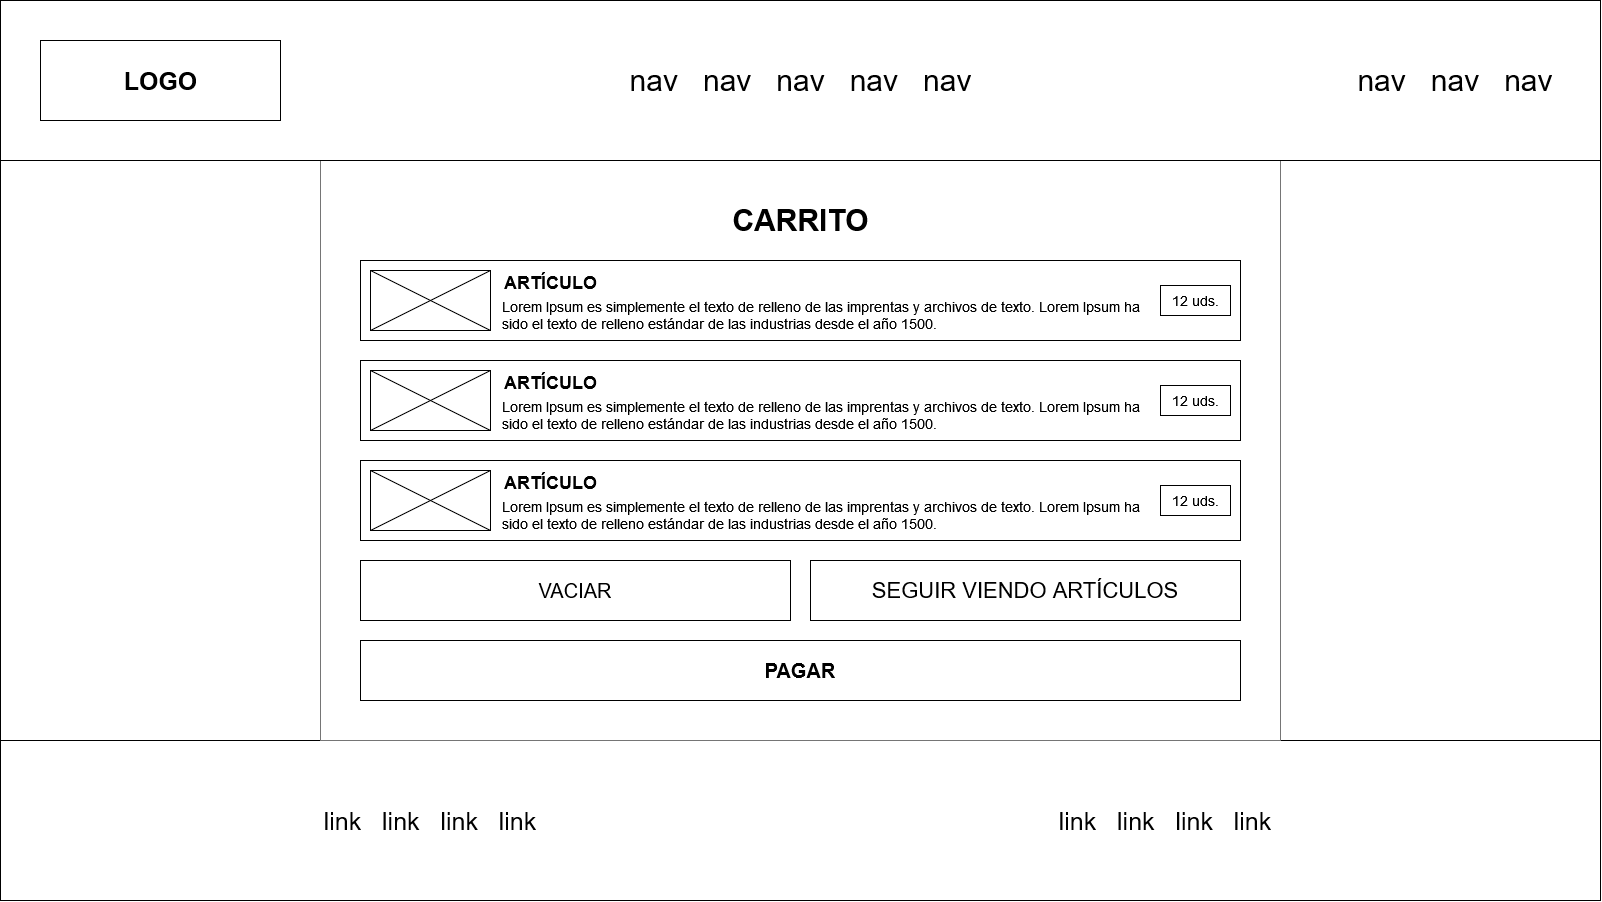 LOGO
nav nav nav nav nav
nav nav nav
CARRITO
ARTÍCULO
Lorem Ipsum es simplemente el texto de relleno de las imprentas y archivos de texto. Lorem Ipsum ha
sido el texto de relleno estándar de las industrias desde el año 1500.
12 uds.
ARTÍCULO
Lorem Ipsum es simplemente el texto de relleno de las imprentas y archivos de texto. Lorem Ipsum ha
sido el texto de relleno estándar de las industrias desde el año 1500.
12 uds.
ARTÍCULO
Lorem Ipsum es simplemente el texto de relleno de las imprentas y archivos de texto. Lorem Ipsum ha
sido el texto de relleno estándar de las industrias desde el año 1500.
12 uds.
VACIAR
SEGUIR VIENDO ARTÍCULOS
PAGAR
link link link link
link link link link